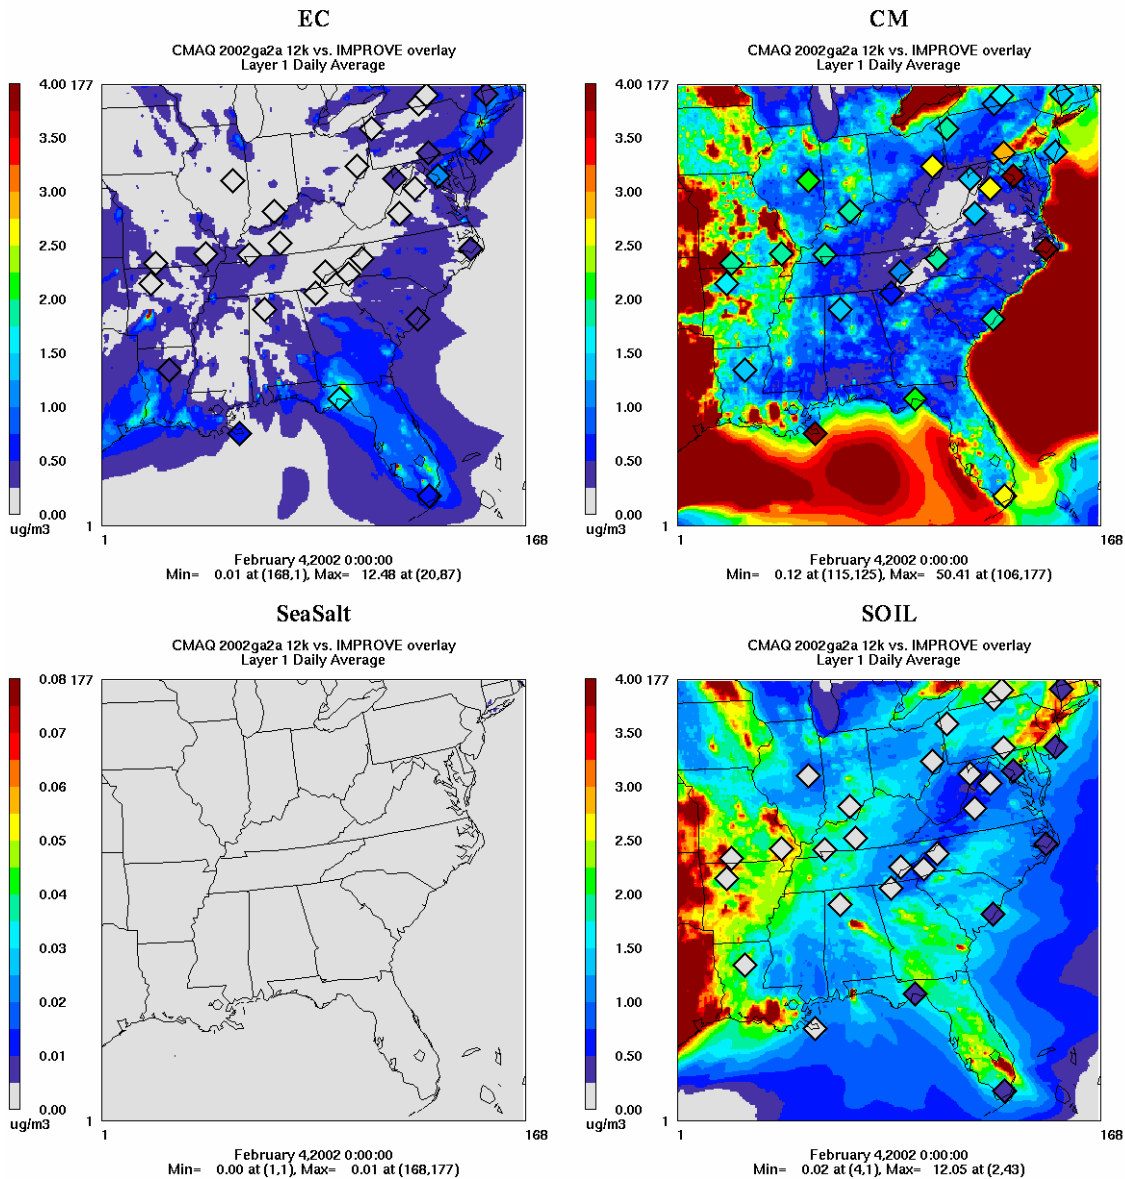 EC
CMAQ 2002ga2a 12k vs. IMPROVE overlay
Layer 1 Daily Average
4.00 177
3.50
3.00
2.50
2.00
1.50
1.00
0.50
0.00
ug/m3
1
1
168
February 4,2002 0:00:00
Min= 0.01 at (168,1), Max= 12.48 at (20,87)
CM
CMAQ 2002ga2a 12k vs. IMPROVE overlay
Layer 1 Daily Average
4.00 177
3.50
3.00
2.50
2.00
1.50
1.00
0.50
0.00
ug/m3
1
1
168
February 4,2002 0:00:00
Min= 0.12 at (115,125), Max= 50.41 at (106,177)
SeaSalt
CMAQ 2002ga2a 12k vs. IMPROVE overlay
Layer 1 Daily Average
0.08 177
0.07
0.06
0.05
0.04
0.03
0.02
0.01
0.00
ug/m3
1
1
168
February 4,2002 0:00:00
Min= 0.00 at (1,1), Max= 0.01 at (168,177)
SOIL
CMAQ 2002ga2a 12k vs. IMPROVE overlay
Layer 1 Daily Average
4.00 177
3.50
3.00
2.50
2.00
1.50
1.00
0.50
0.00
ug/m3
1
1
168
February 4,2002 0:00:00
Min= 0.02 at (4,1), Max= 12.05 at (2,43)